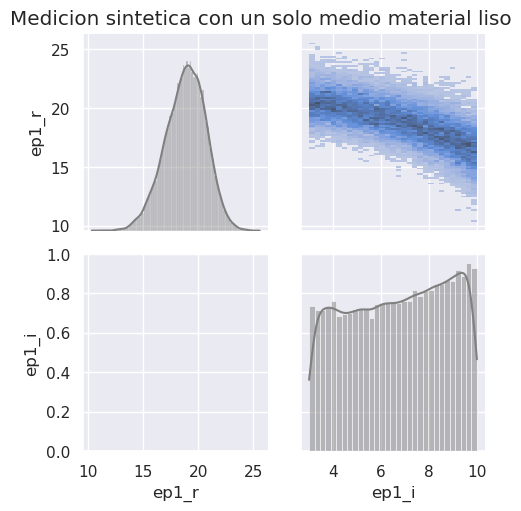 Medicion sintetica con un solo medio material liso
25
20
15
10
ep1_r
1.0
0.8
0.6
0.4
0.2
0.0
ep1_i
10 15 20 25
4 6 8 10
ep1_r
ep1_i